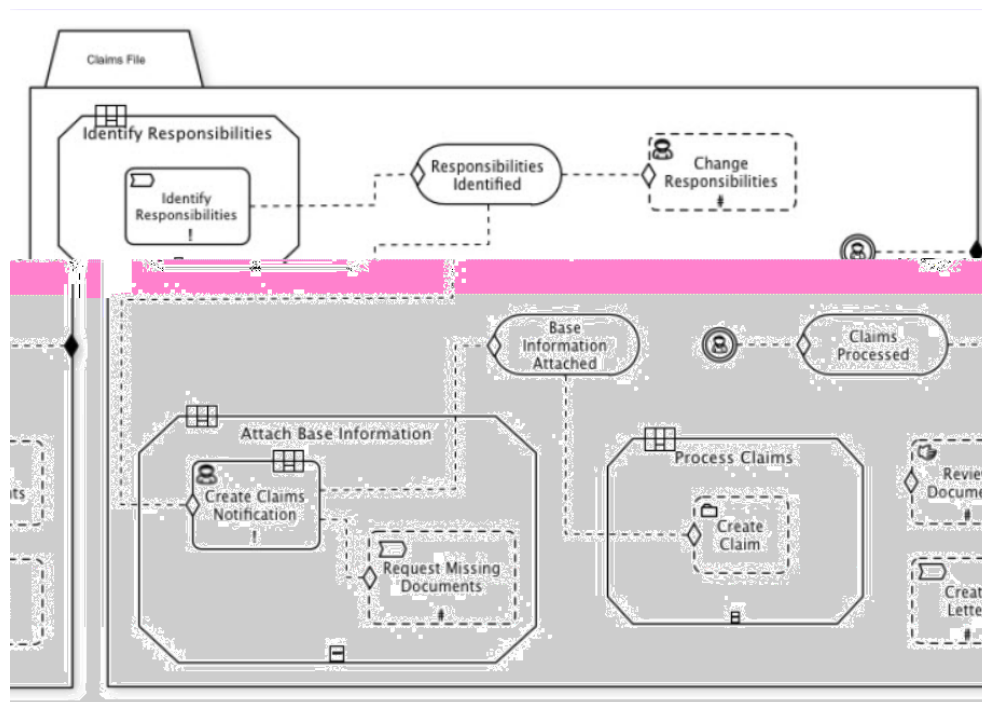 Claims File
Identify Responsibilities
Identify
Responsibilities
!
Responsibilities
Identified
Change
Responsibilities
#
Base
Information
Attached
Claims
Processed
Attach Base Information
Create Claims
Notification
!
Request Missing
Documents
#
Process Claims
Create
Claim
#
#